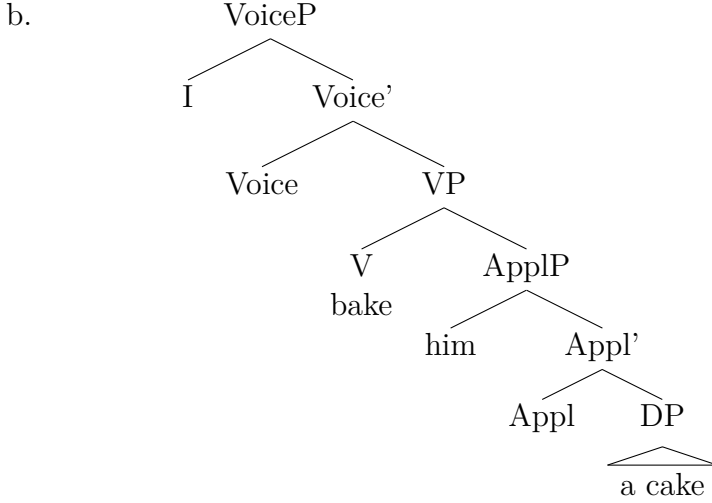 b. VoiceP
I Voice'
Voice VP
V ApplP
bake
him Appl'
Appl DP
a cake